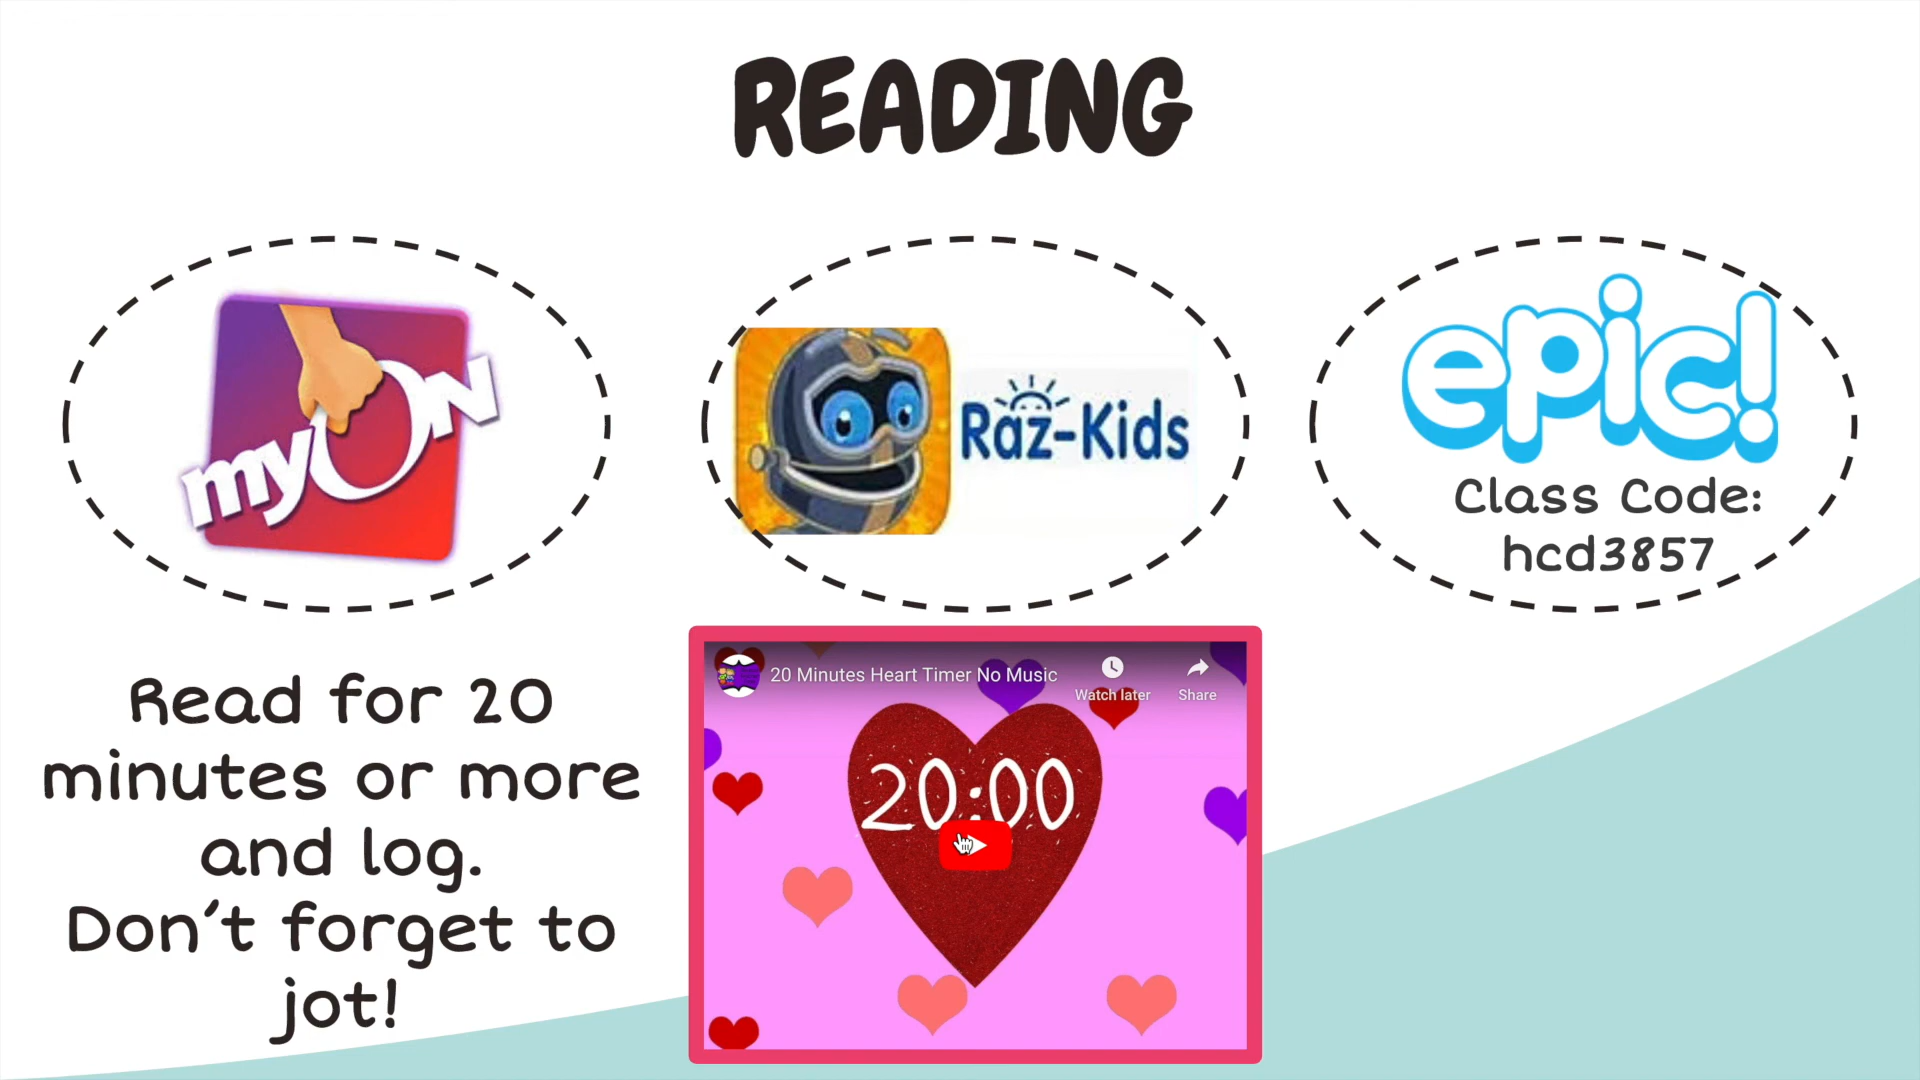 READING
myON
Raz-Kids
epic!
Class Code:
hcd3857
Read for 20
minutes or more
and log.
Don't forget to
jot!
20 Minutes Heart Timer No Music
Watch later
Share
20:00